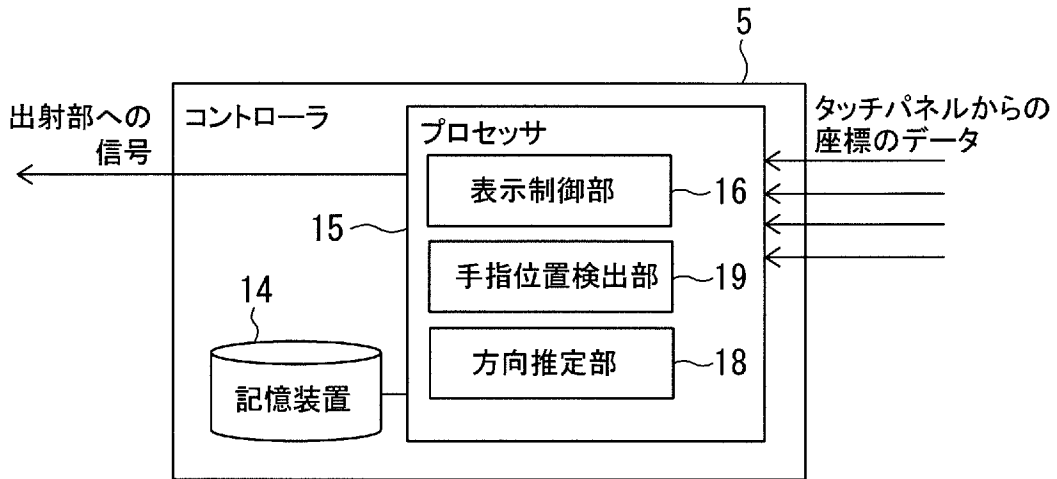 5
出射部への
信号
コントローラ
プロセッサ
タッチパネルからの
座標のデータ
表示制御部
16
15
手指位置検出部
19
14
方向推定部
18
記憶装置